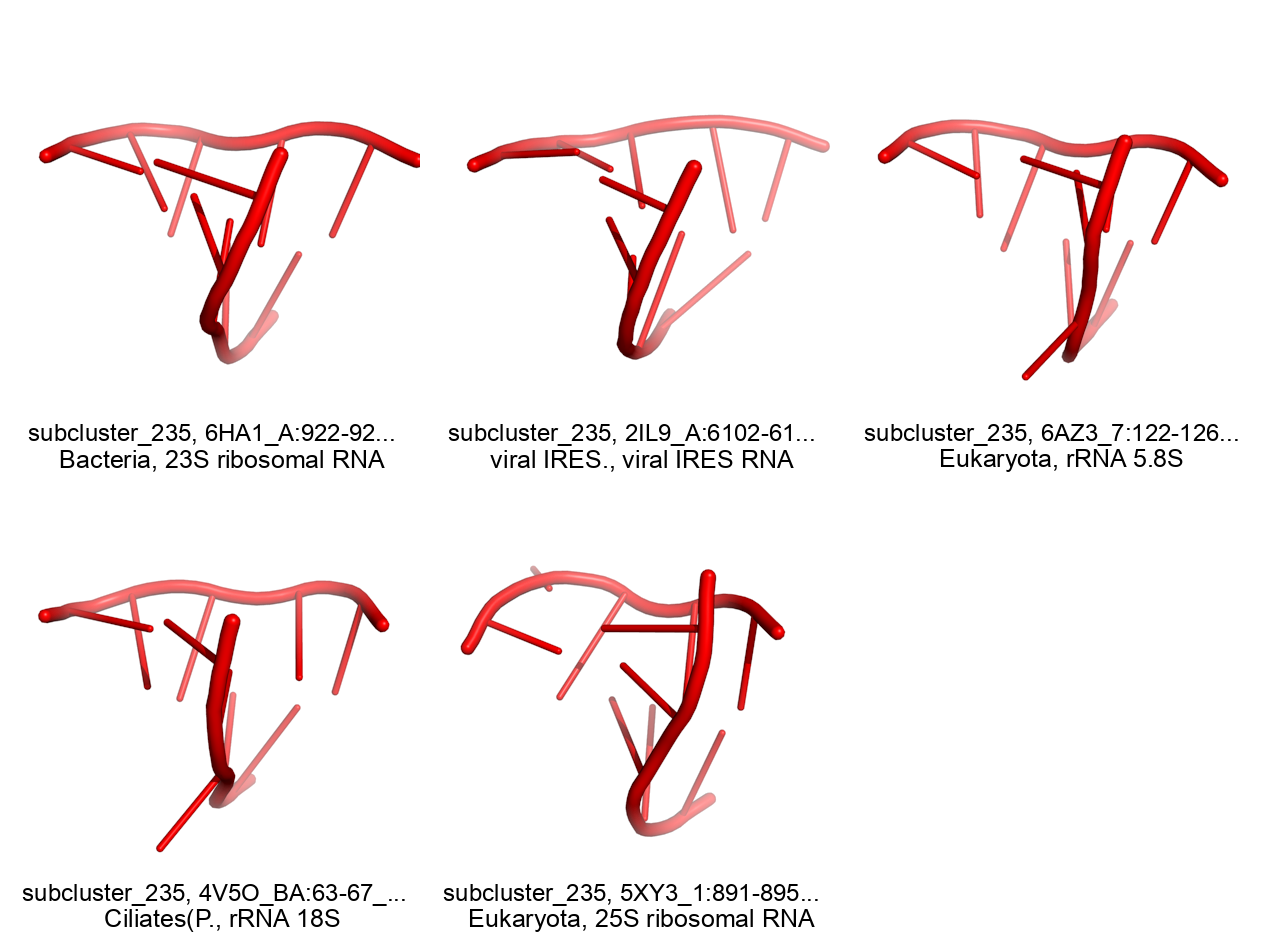 subcluster_235, 6HA1_A:922-92...
Bacteria, 23S ribosomal RNA
subcluster_235, 2IL9_A:6102-61...
viral IRES., viral IRES RNA
subcluster_235, 6AZ3_7:122-126...
Eukaryota, rRNA 5.8S
subcluster_235, 4V5O_BA:63-67_...
Ciliates(P., rRNA 18S
subcluster_235, 5XY3_1:891-895...
Eukaryota, 25S ribosomal RNA